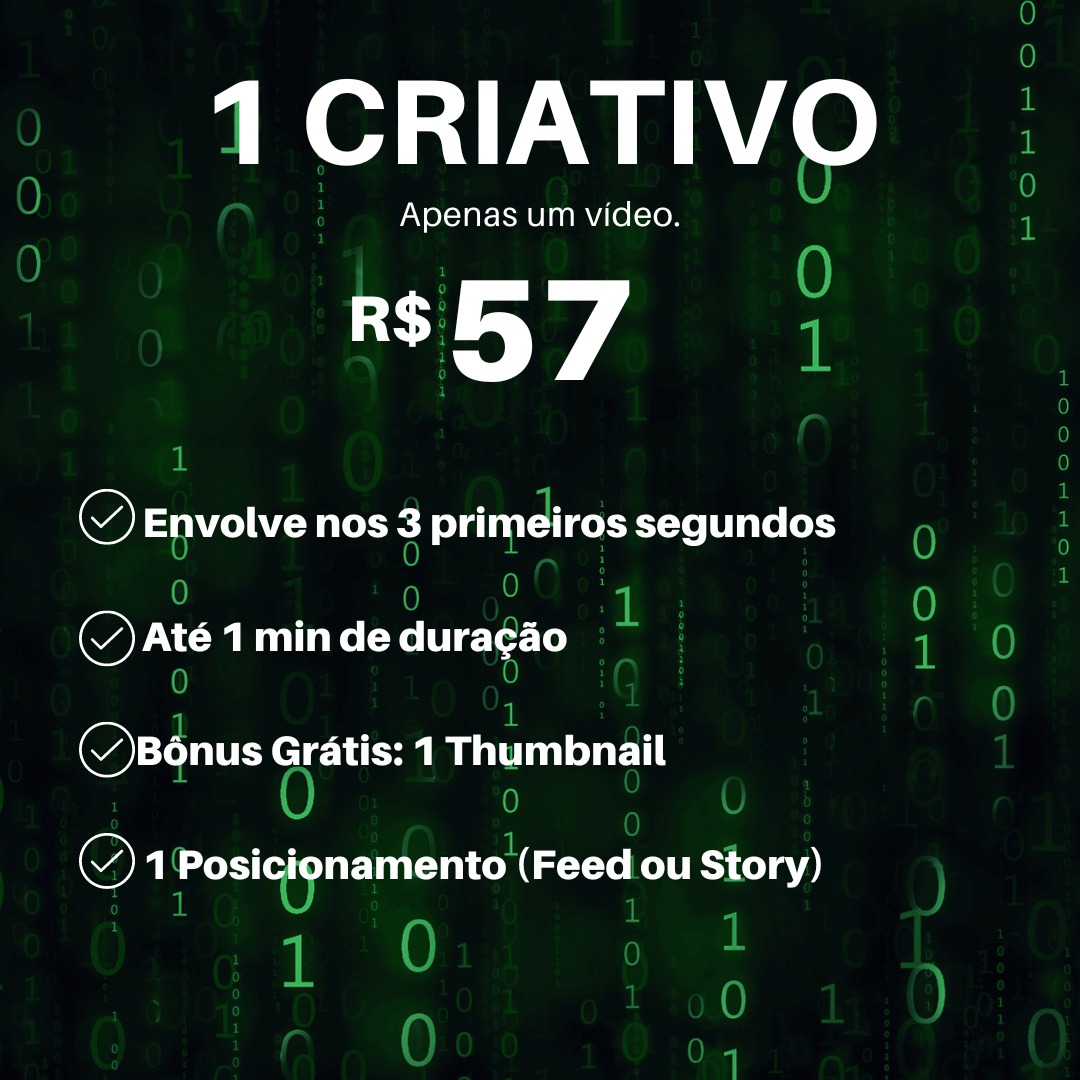 1 CRIATIVO
Apenas um vídeo.
R$ 57
Envolve nos 3 primeiros segundos
Até 1 min de duração
Bônus Grátis: 1 Thumbnail
1 Posicionamento (Feed ou Story)